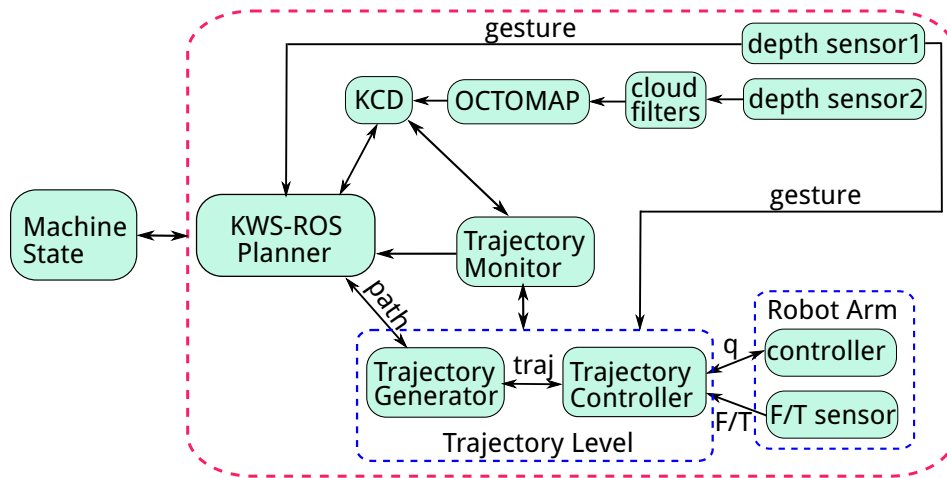 gesture
depth sensor1
KCD
OCTOMAP
cloud
filters
depth sensor2
gesture
Machine
State
KWS-ROS
Planner
Trajectory
Monitor
path
Robot Arm
q
controller
Trajectory
Generator
traj
Trajectory
Controller
F/T
F/T sensor
Trajectory Level